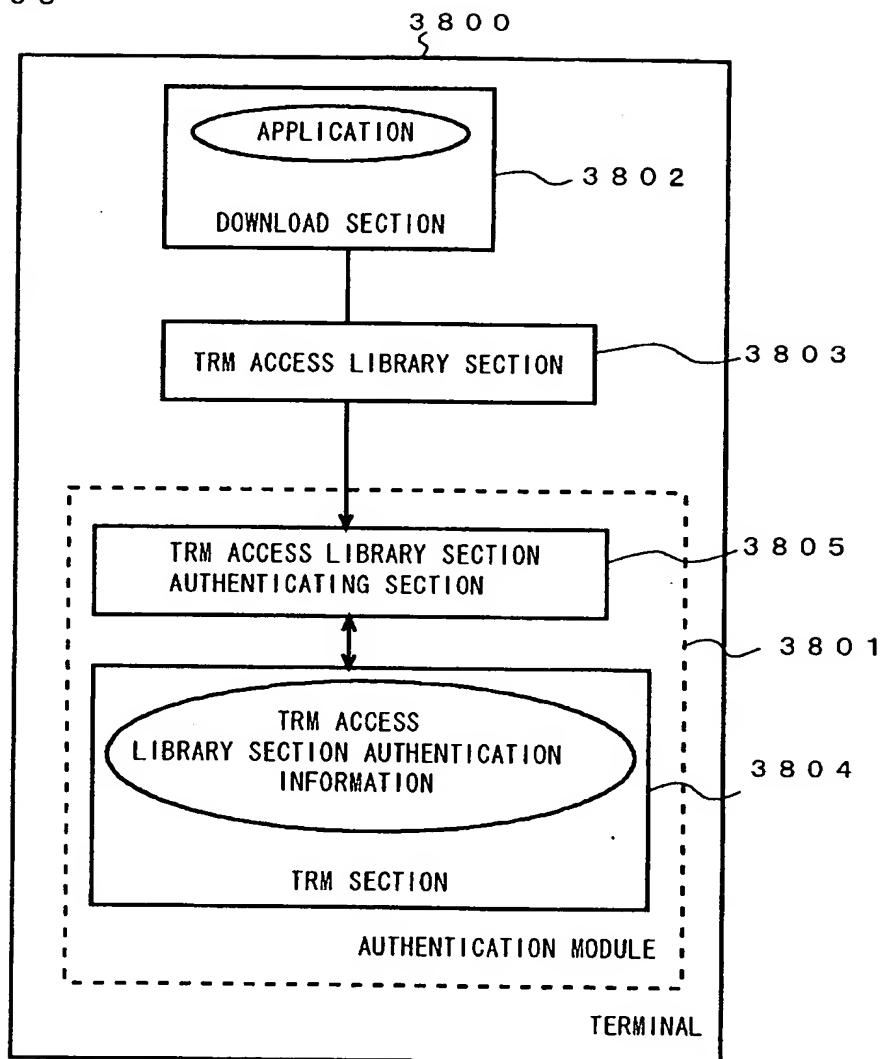 3800
APPLICATION
3802
DOWNLOAD SECTION
TRM ACCESS LIBRARY SECTION
3803
TRM ACCESS LIBRARY SECTION
AUTHENTICATING SECTION
3805
3801
TRM ACCESS
LIBRARY SECTION AUTHENTICATION
INFORMATION
3804
TRM SECTION
AUTHENTICATION MODULE
TERMINAL